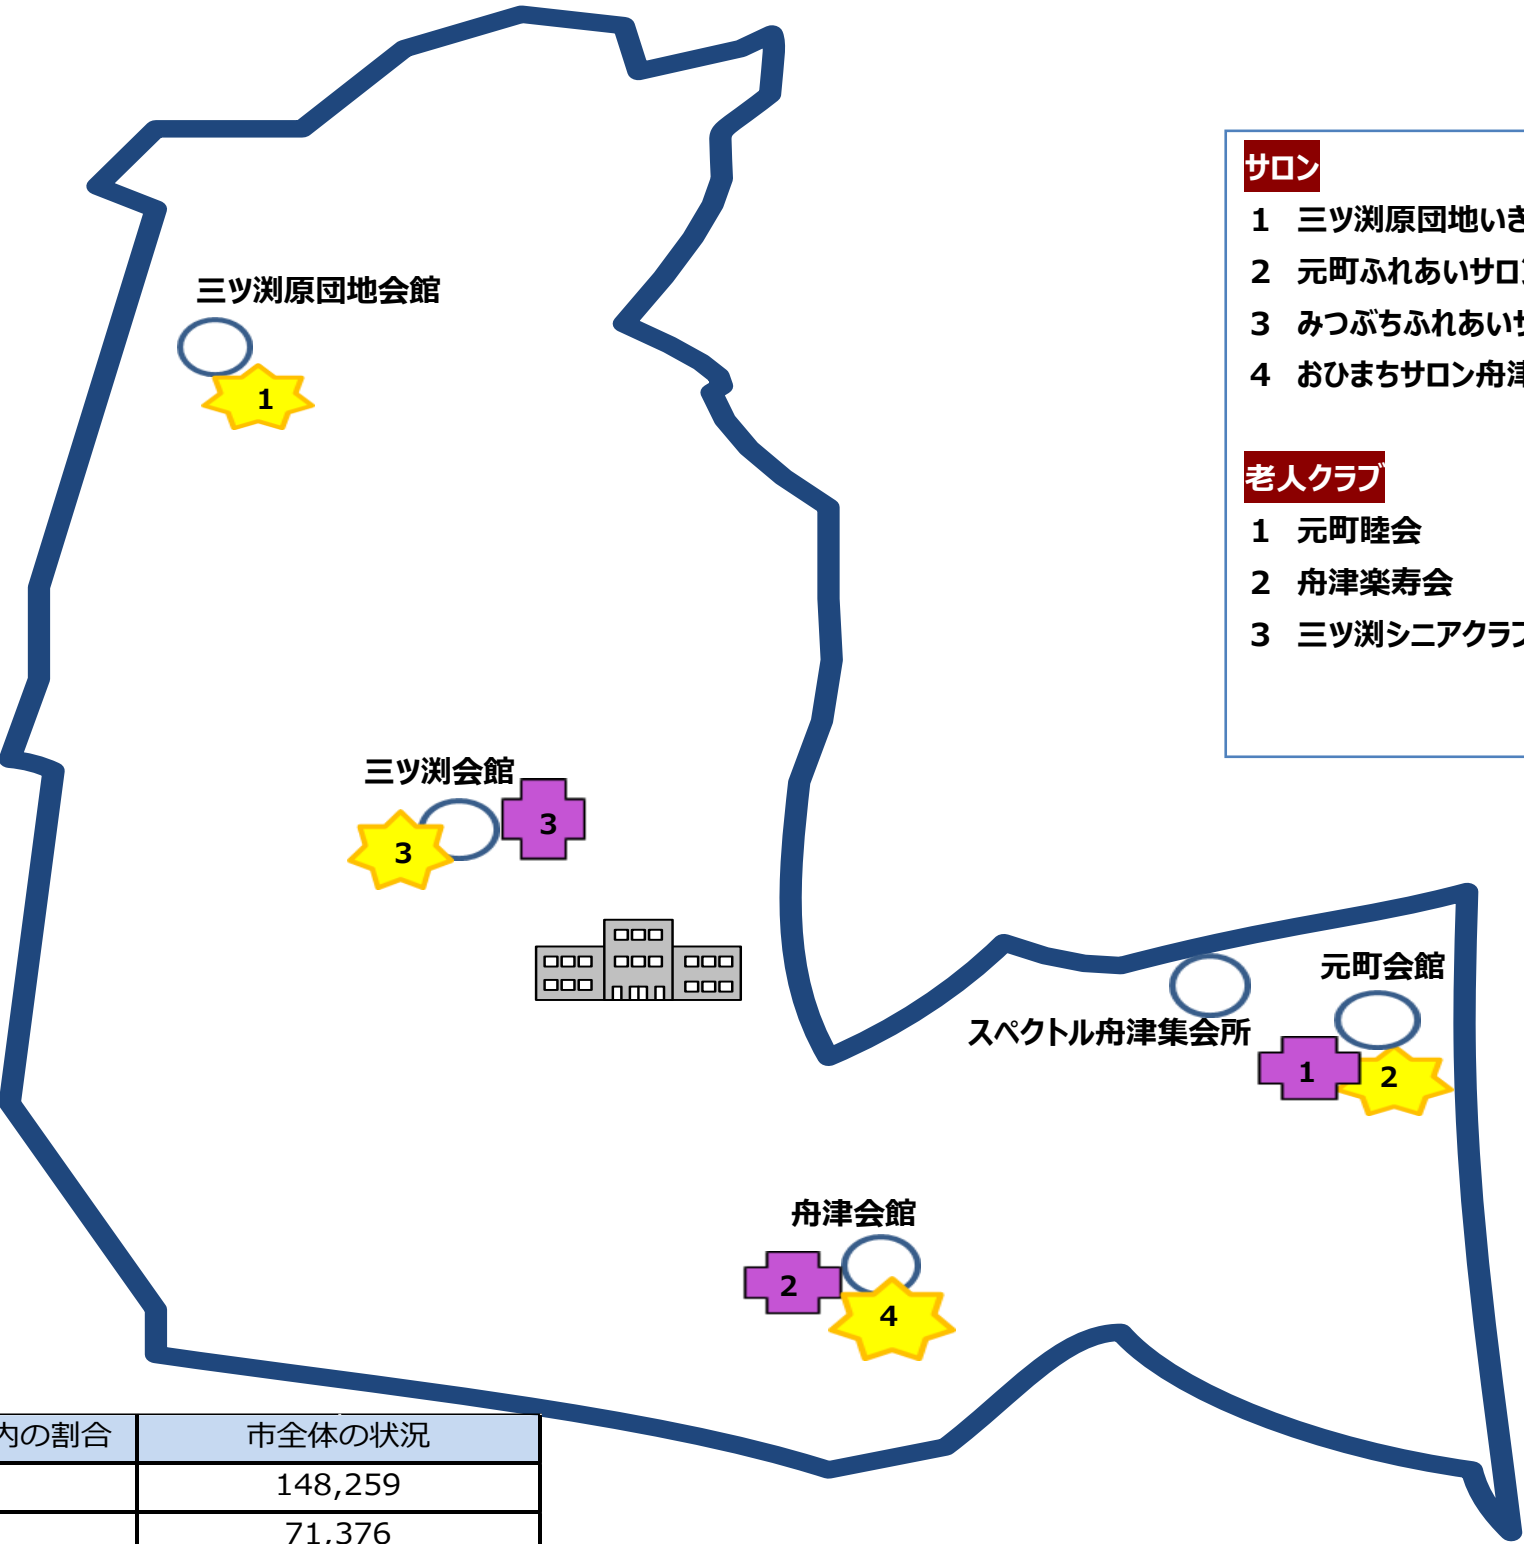 サロン
1 三ツ渕原団地いき
2 元町ふれあいサロン
3 みつぶちふれあいサ
4 おひまちサロン舟津
老人クラブ
1 元町睦会
2 舟津楽寿会
3 三ツ渕シニアクラブ
三ツ渕原団地会館
1
三ツ渕会館
3
3
元町会館
スペクトル舟津集会所
1
2
舟津会館
2
4
内の割合 市全体の状況
148,259
71,376